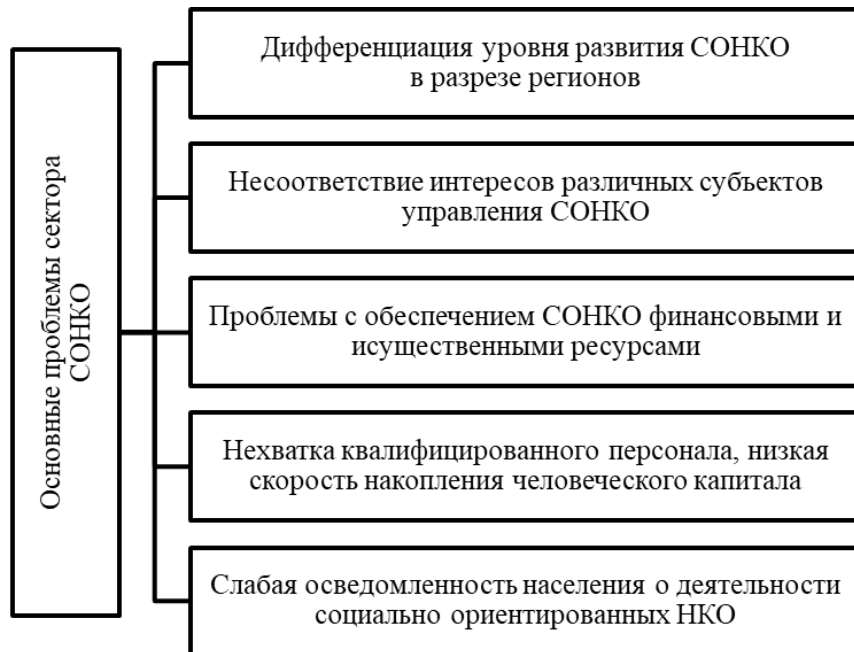 Основные проблемы сектора
СОНКО
Дифференциация уровня развития СОНКО
в разрезе регионов
Несоответствие интересов различных субъектов
управления СОНКО
Проблемы с обеспечением СОНКО финансовыми и
исущественными ресурсами
Нехватка квалифицированного персонала, низкая
скорость накопления человеческого капитала
Слабая осведомленность населения о деятельности
социально ориентированных НКО